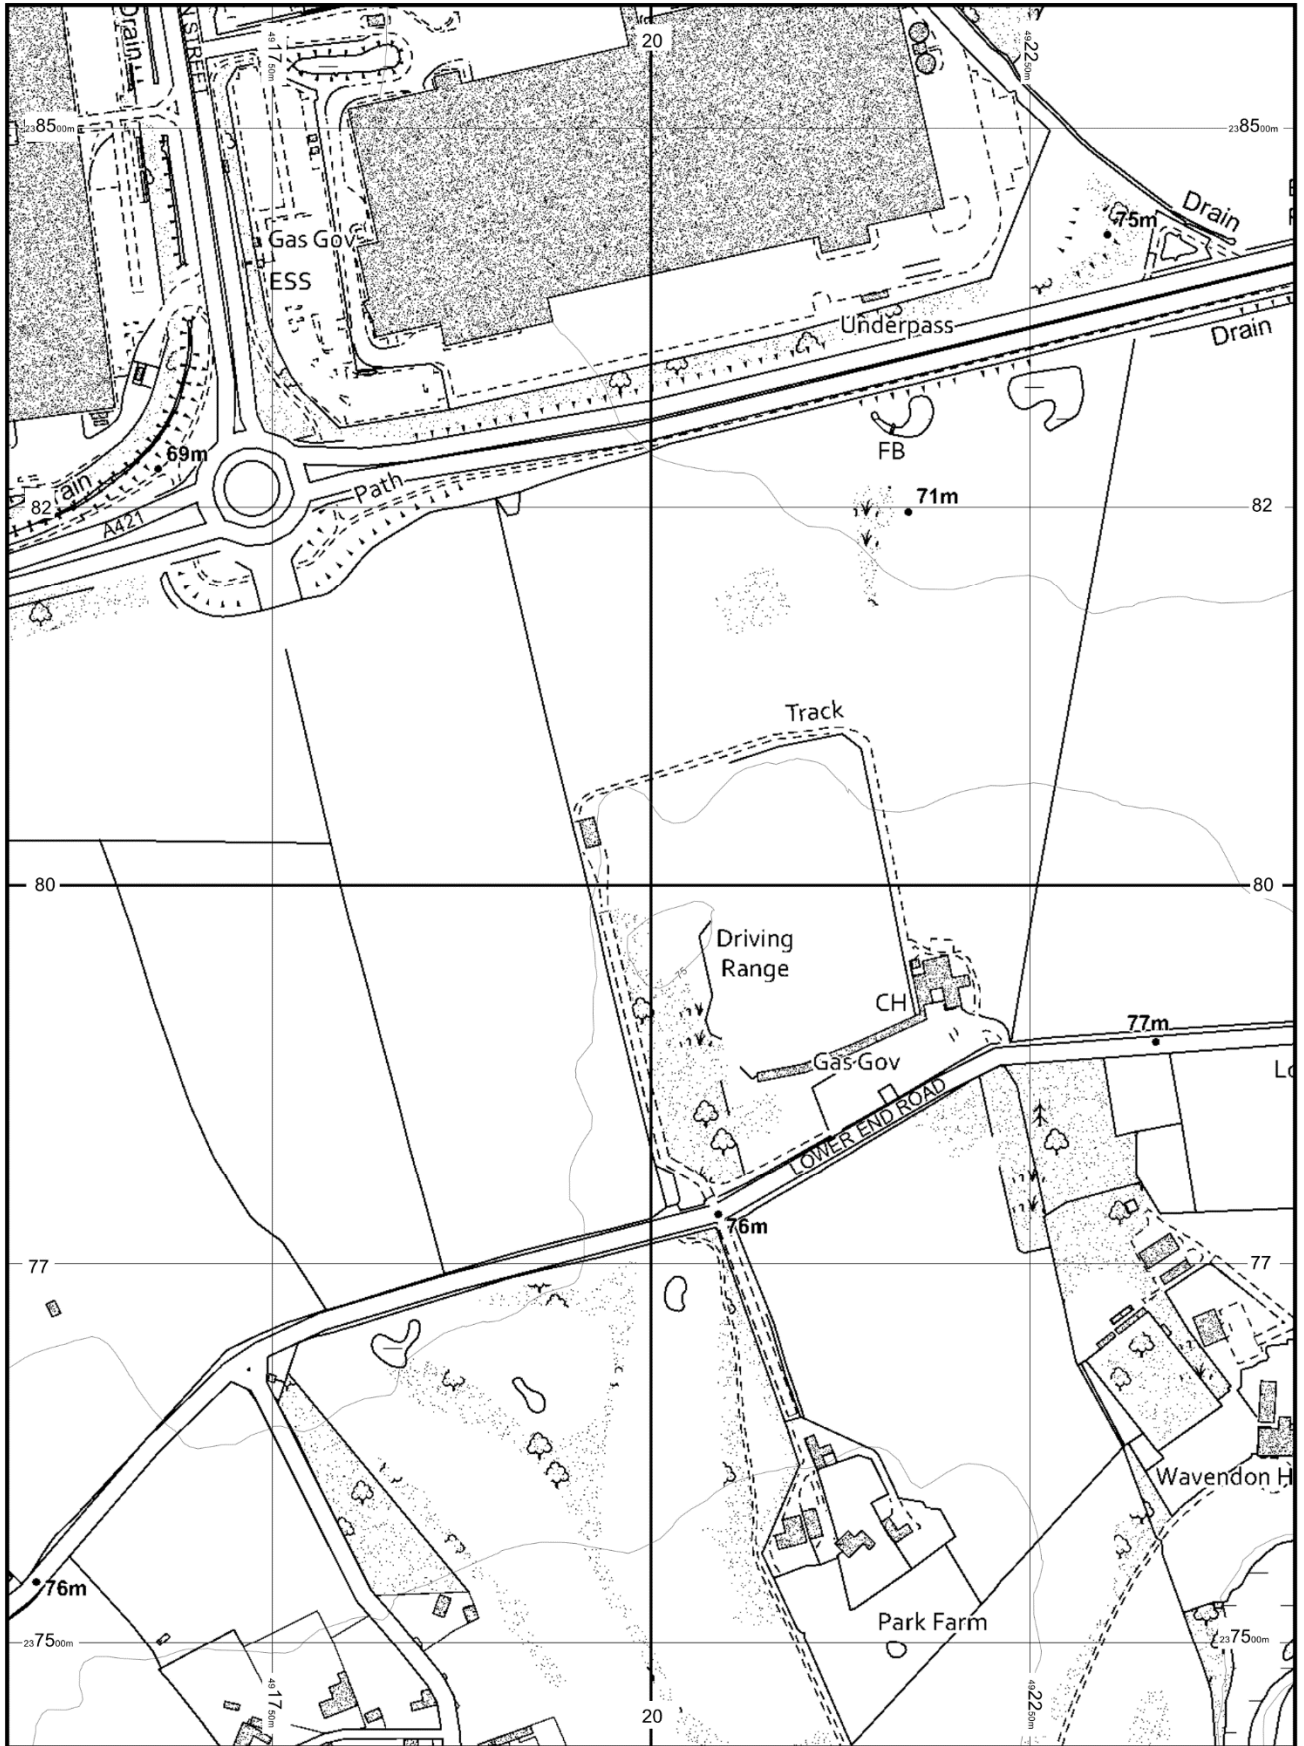 Drain
N STREET
49 17 50m
20
49 22 50m
23 85 00m
23 85 00m
Drain
75m
Gas Gov
ESS
Underpass
Drain
69m
FB
ain
Path
71m
82
82
A421
Track
80
80
Driving
Range
75
CH
77m
Gas Gov
LOWER END ROAD
76m
77
77
Wavendon H
76m
Park Farm
23 75 00m
23 75 00m
49 17 50m
20
49 22 50m